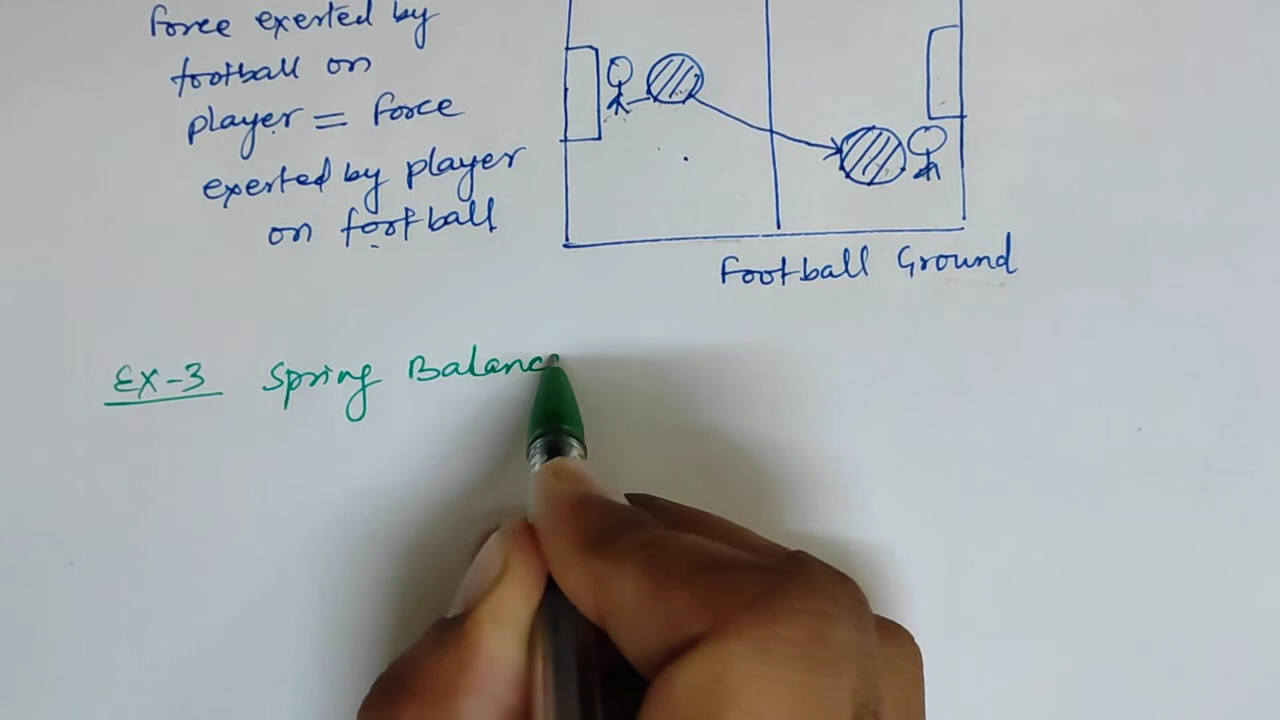 Force exerted by
football on
player = Force
exerted by player
on football
Football Ground
Ex-3 Spring Balanc